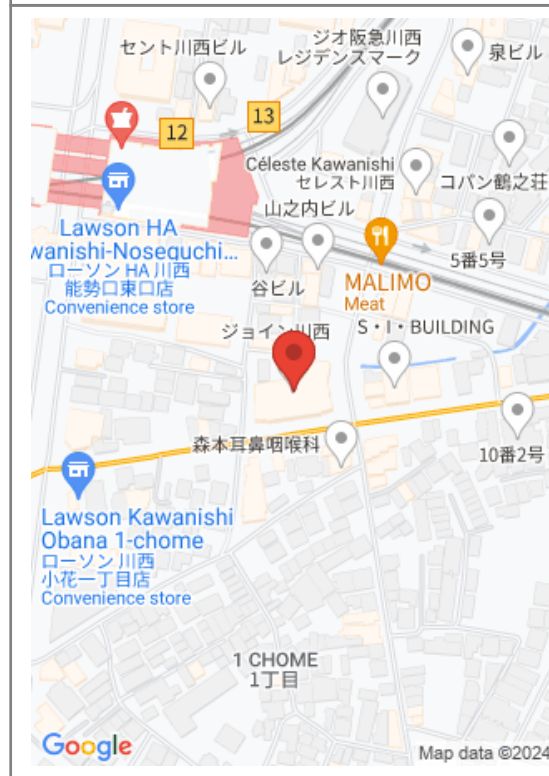 セント川西ビル
ジオ阪急川西
レジデンスマーク
泉ビル
12
13
Céleste Kawanishi
セレスト川西
コバン鶴之荘
Lawson HA
wanishi-Noseguchi...
ローソン HA 川西
能勢口東口店
Convenience store
山之内ビル
谷ビル
5番5号
MALIMO
Meat
ジョイン川西
S・I・BUILDING
森本耳鼻咽喉科
10番2号
Lawson Kawanishi
Obana 1-chome
ローソン 川西
小花一丁目店
Convenience store
1 CHOME
1丁目
Google
Map data ©2024